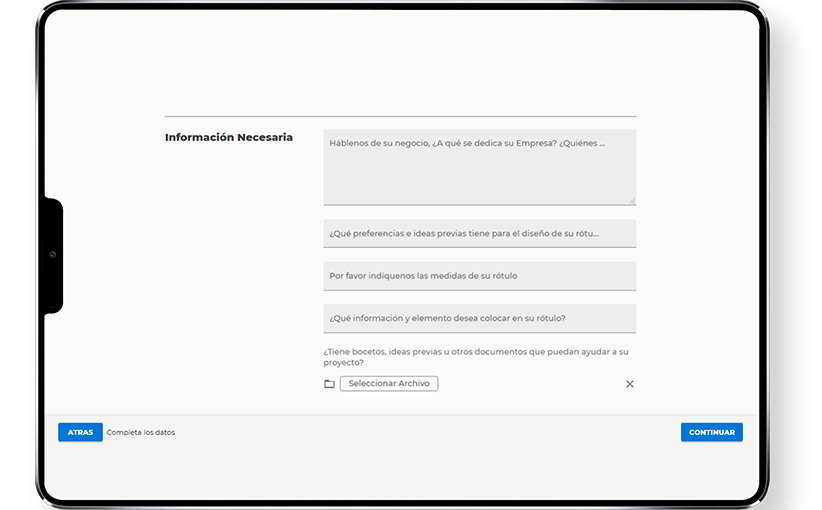 Información Necesaria
Háblenos de su negocio, ¿A qué se dedica su Empresa? ¿Quiénes ...
¿Qué preferencias e ideas previas tiene para el diseño de su rótu...
Por favor indíquenos las medidas de su rótulo
¿Qué información y elemento desea colocar en su rótulo?
¿Tiene bocetos, ideas previas u otros documentos que puedan ayudar a su
proyecto?
Seleccionar Archivo
ATRAS Completa los datos CONTINUAR